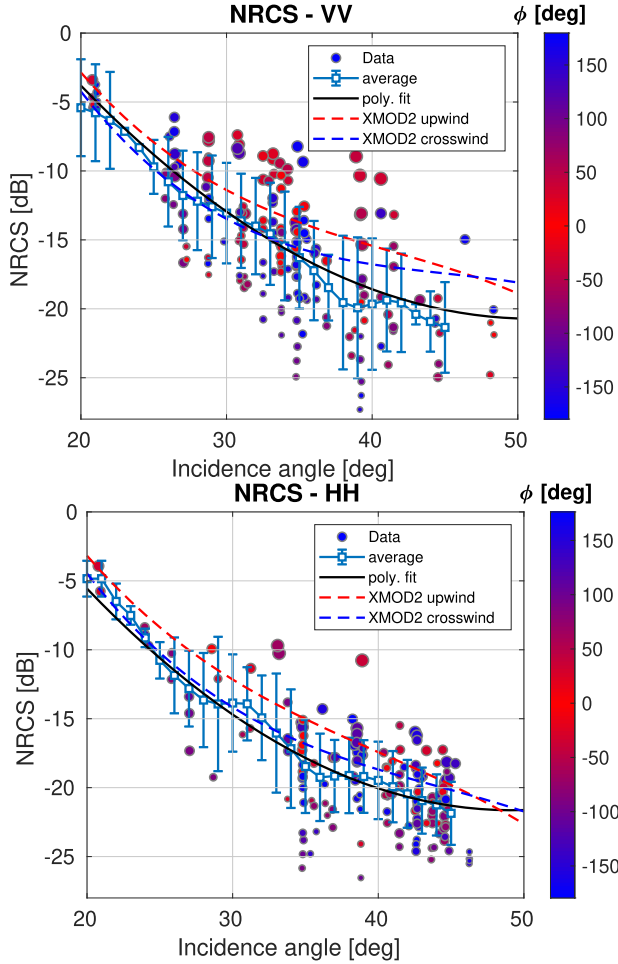 NRCS - VV
ϕ [deg]
0
-5
-10
-15
-20
-25
NRCS [dB]
Data
average
poly. fit
XMOD2 upwind
XMOD2 crosswind
150
100
50
0
-50
-100
-150
20 30 40 50
Incidence angle [deg]
NRCS - HH
ϕ [deg]
0
-5
-10
-15
-20
-25
NRCS [dB]
Data
average
poly. fit
XMOD2 upwind
XMOD2 crosswind
150
100
50
0
-50
-100
-150
20 30 40 50
Incidence angle [deg]